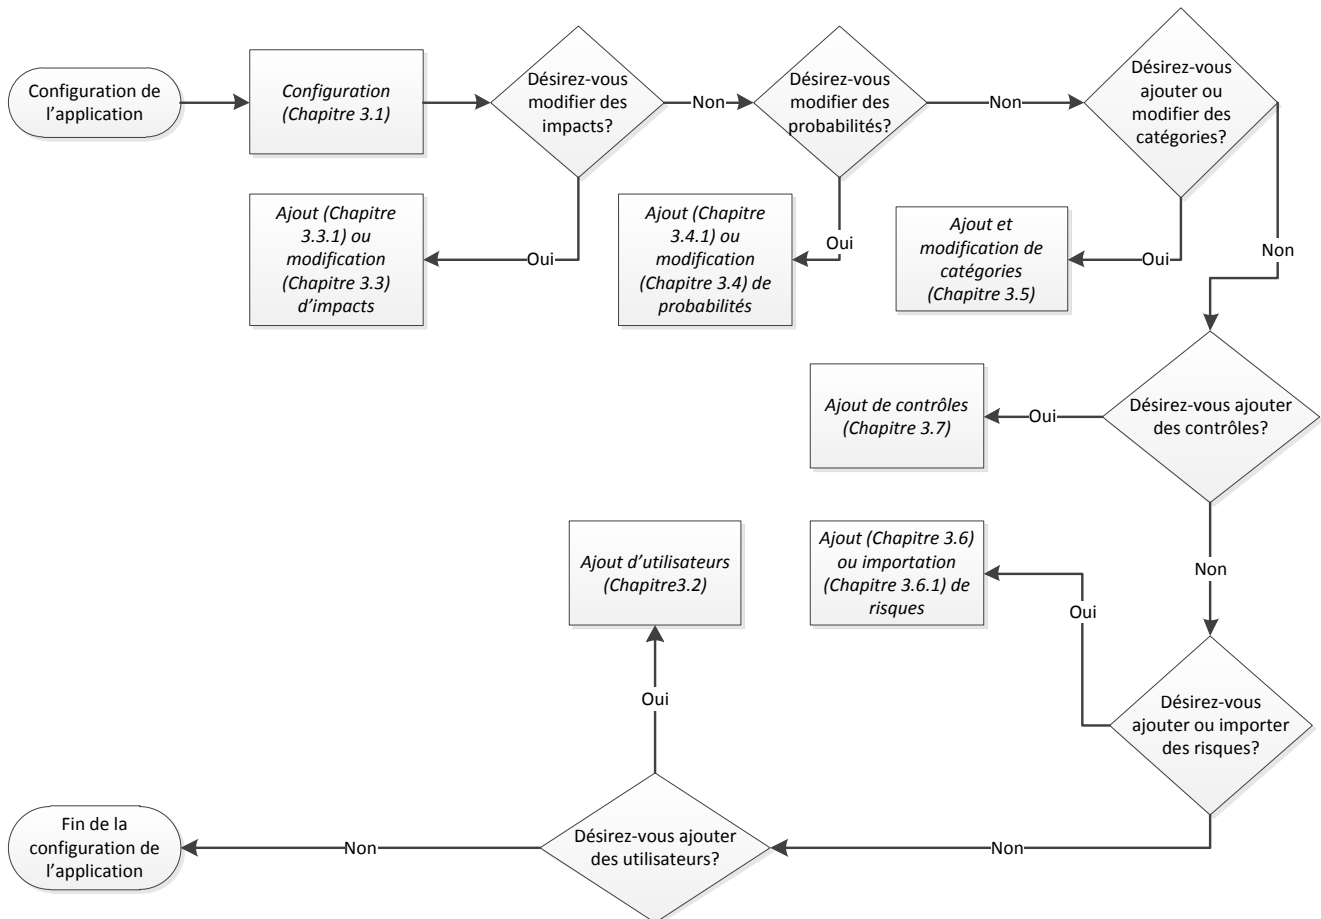 Configuration de
l’application
Configuration
(Chapitre 3.1)
Désirez-vous
modifier des
impacts?
Non
Désirez-vous
modifier des
probabilités?
Non
Désirez-vous
ajouter ou
modifier des
catégories?
Ajout (Chapitre
3.3.1) ou
modification
(Chapitre 3.3)
d’impacts
Oui
Ajout (Chapitre
3.4.1) ou
modification
(Chapitre 3.4) de
probabilités
Oui
Ajout et
modification de
catégories
(Chapitre 3.5)
Oui
Non
Ajout de contrôles
(Chapitre 3.7)
Oui
Désirez-vous ajouter
des contrôles?
Non
Ajout d’utilisateurs
(Chapitre3.2)
Ajout (Chapitre 3.6)
ou importation
(Chapitre 3.6.1) de
risques
Oui
Oui
Désirez-vous
ajouter ou importer
des risques?
Fin de la
configuration de
l’application
Non
Désirez-vous ajouter
des utilisateurs?
Non